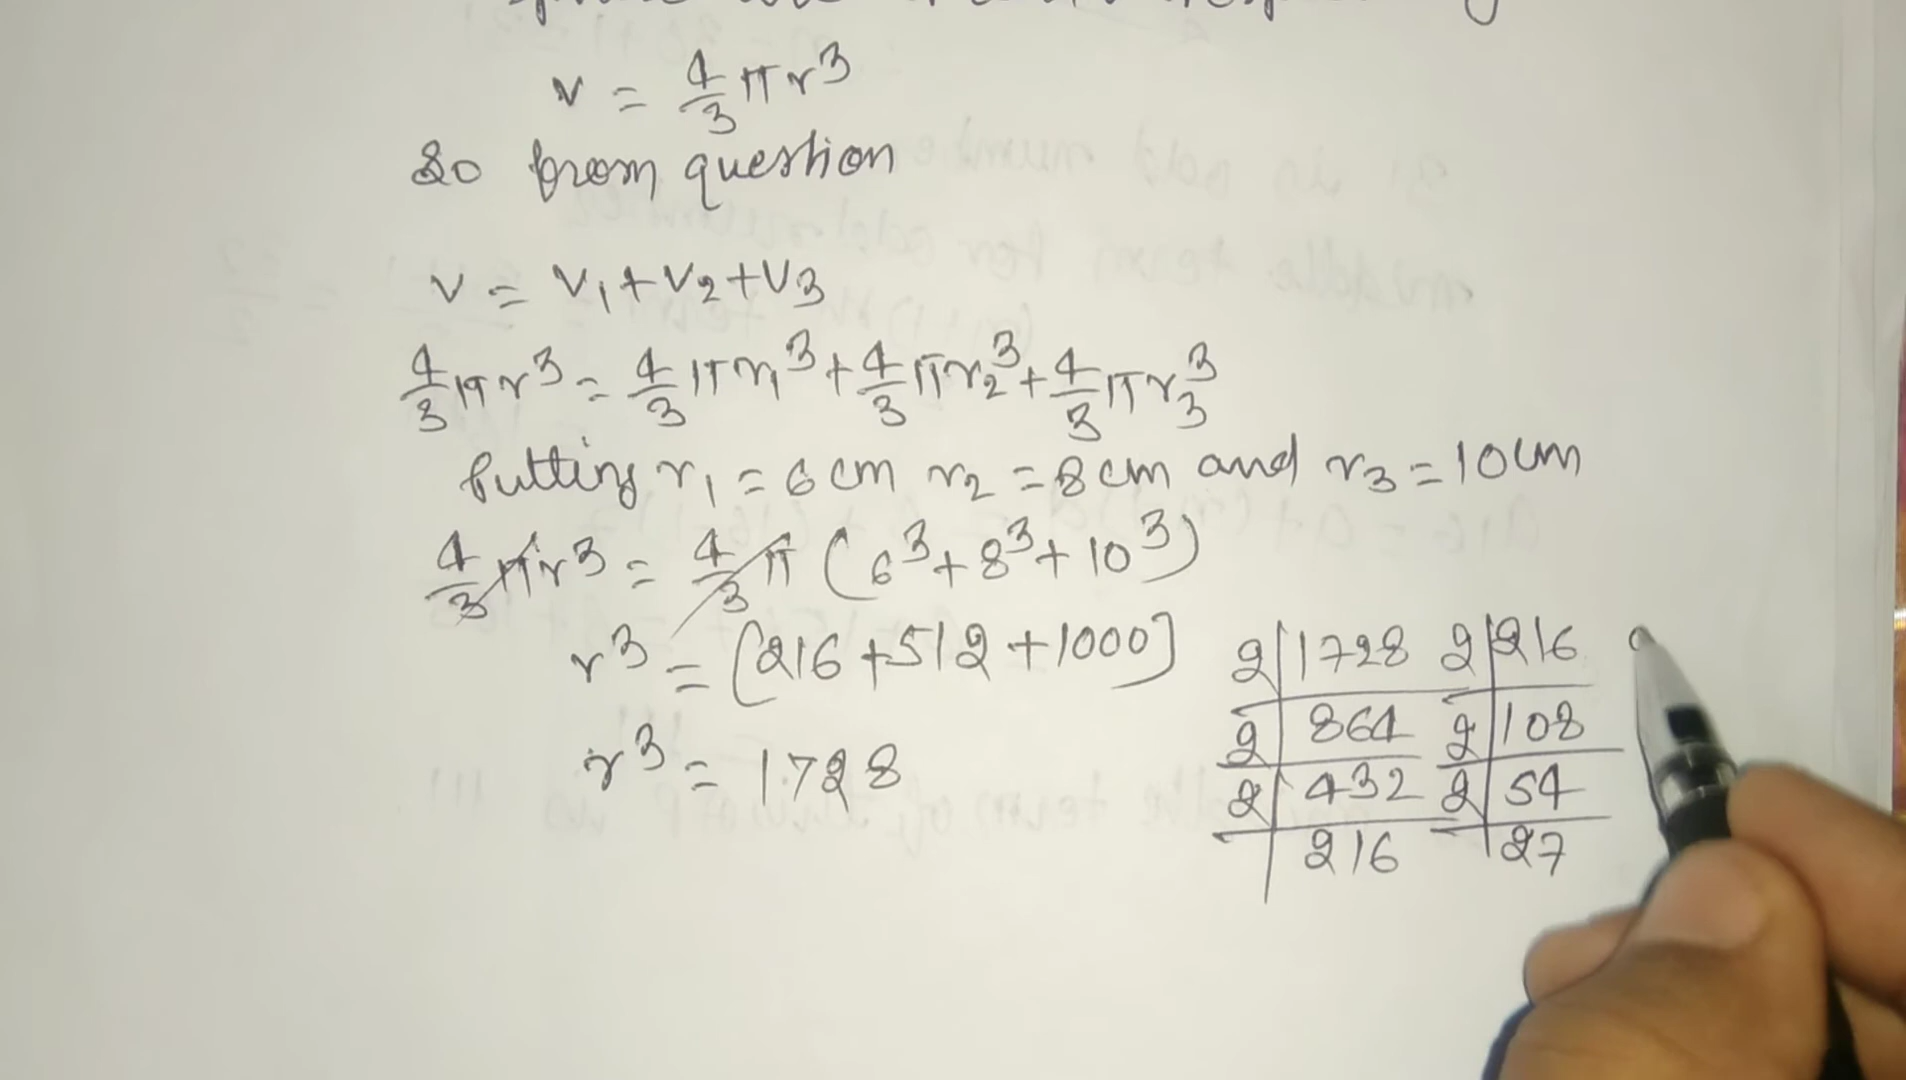 v = 4/3 πr³
So from question
v = v₁+v₂+v₃
4/3 πr³ = 4/3 πr₁³ + 4/3 πr₂³ + 4/3 πr₃³
Putting r₁ = 6 cm r₂ = 8 cm and r₃ = 10 cm
4/3 πr³ = 4/3 π (6³+8³+10³)
r³ = [216+512+1000]
r³ = 1728
2 | 1728
2 | 864
2 | 432
216
2 | 216
2 | 108
2 | 54
27